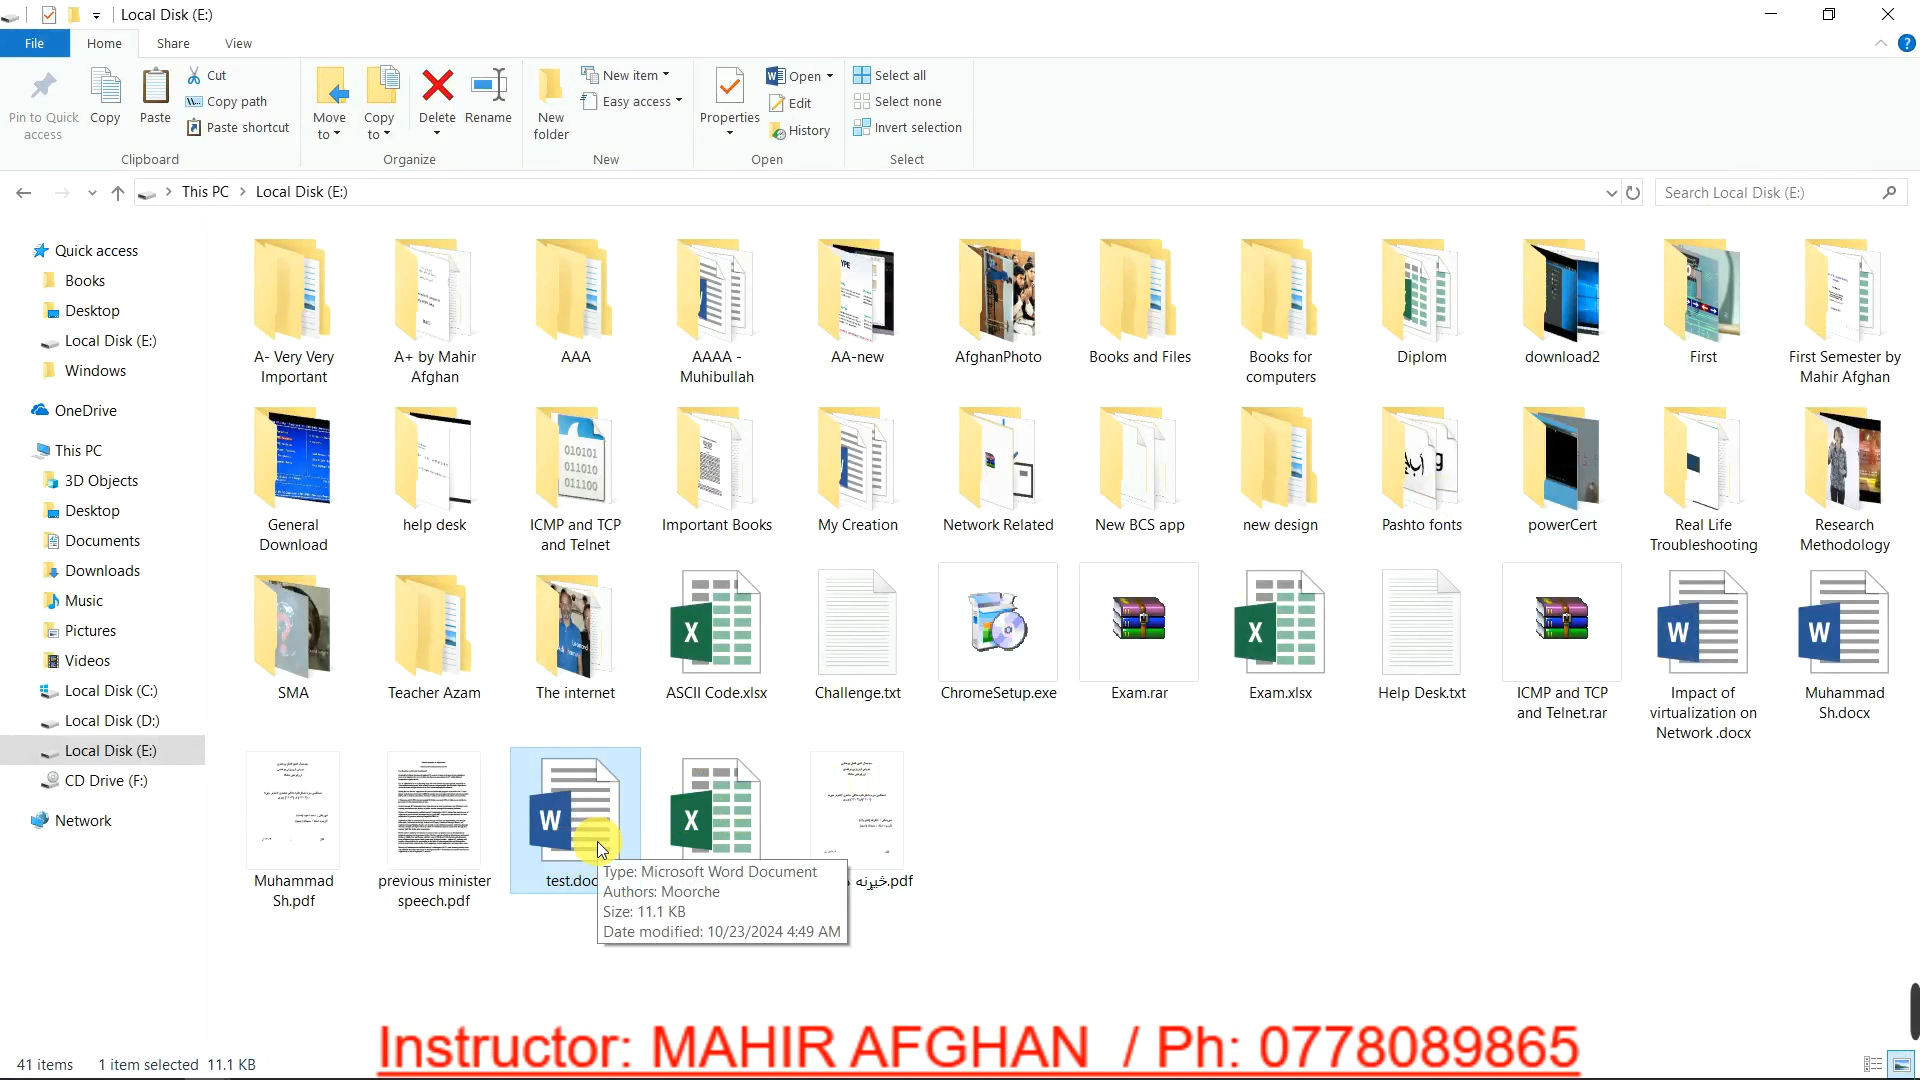 Local Disk (E:)
File Home Share View
Pin to Quick access
Copy
Paste
Cut
Copy path
Paste shortcut
Clipboard
Move to
Copy to
Delete
Rename
Organize
New folder
New item
Easy access
New
Properties
Open
Edit
History
Open
Select all
Select none
Invert selection
Select
This PC Local Disk (E:)
Search Local Disk (E:)
Quick access
Books
Desktop
Local Disk (E:)
Windows
OneDrive
This PC
3D Objects
Desktop
Documents
Downloads
Music
Pictures
Videos
Local Disk (C:)
Local Disk (D:)
Local Disk (E:)
CD Drive (F:)
Network
A- Very Very
Important
A+ by Mahir
Afghan
AAA
AAAA -
Muhibullah
AA-new
AfghanPhoto
Books and Files
Books for
computers
Diplom
download2
First
First Semester by
Mahir Afghan
General
Download
help desk
ICMP and TCP
and Telnet
Important Books
My Creation
Network Related
New BCS app
new design
Pashto fonts
powerCert
Real Life
Troubleshooting
Research
Methodology
SMA
Teacher Azam
The internet
ASCII Code.xlsx
Challenge.txt
ChromeSetup.exe
Exam.rar
Exam.xlsx
Help Desk.txt
ICMP and TCP
and Telnet.rar
Impact of
virtualization on
Network .docx
Muhammad
Sh.docx
Muhammad
Sh.pdf
previous minister
speech.pdf
test.doc
څیړنه.pdf
Type: Microsoft Word Document
Authors: Moorche
Size: 11.1 KB
Date modified: 10/23/2024 4:49 AM
Instructor: MAHIR AFGHAN / Ph: 0778089865
41 items 1 item selected 11.1 KB